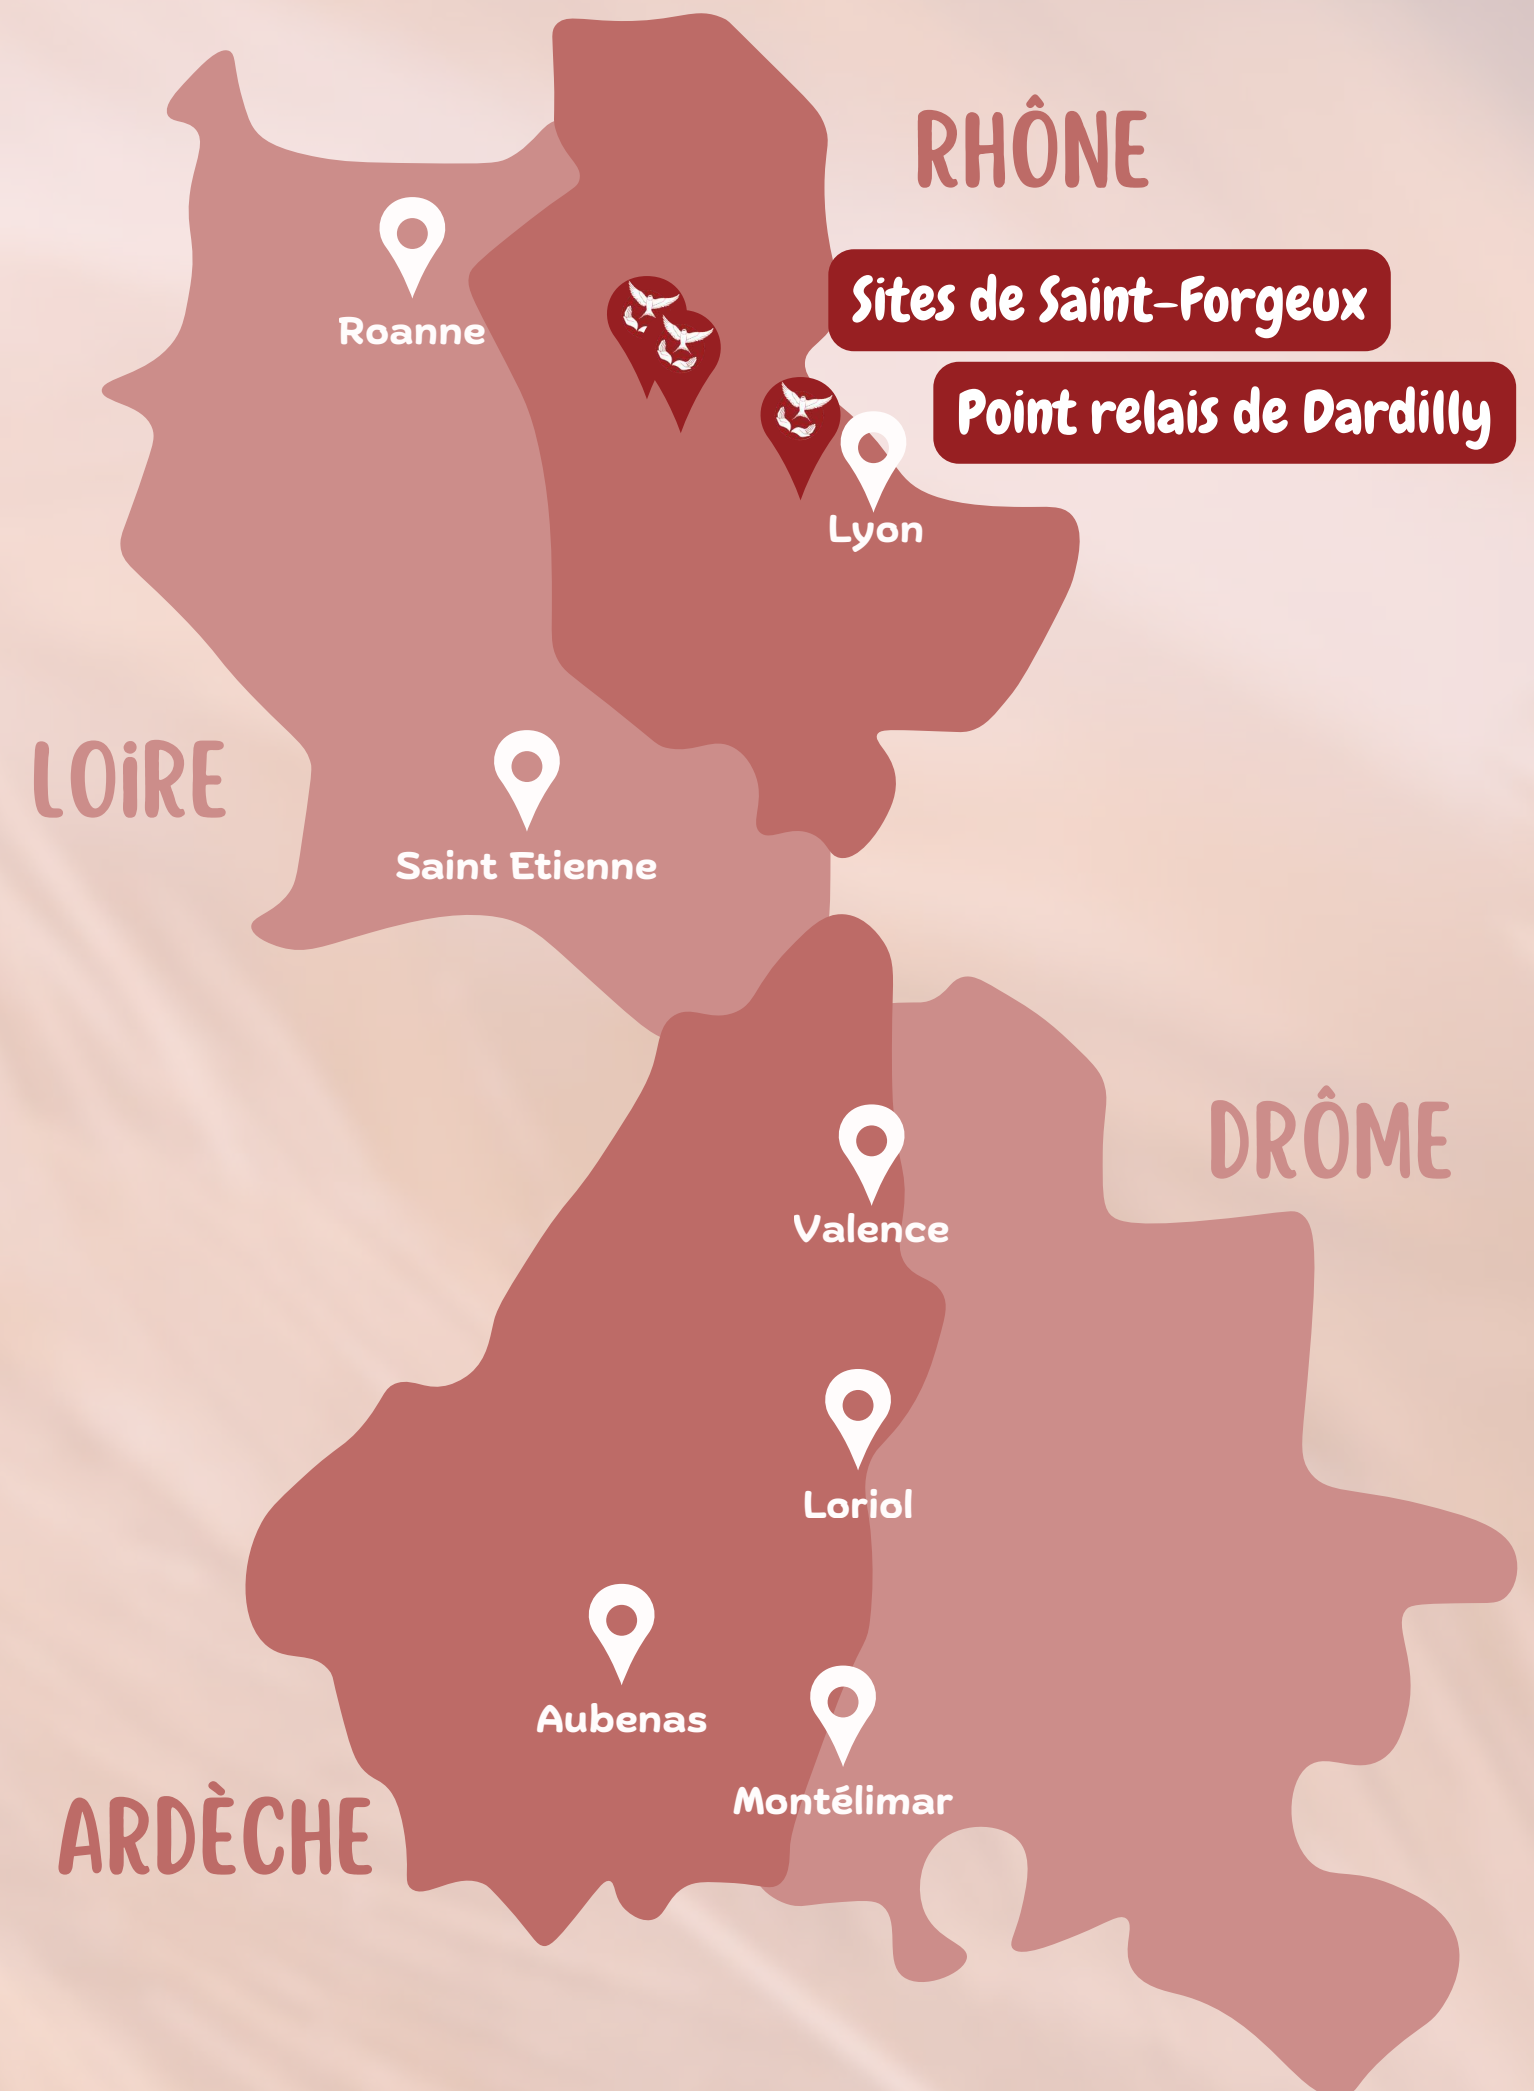 RHÔNE
Sites de Saint-Forgeux
Roanne
Point relais de Dardilly
Lyon
LOiRE
Saint Etienne
DRÔME
Valence
Loriol
Aubenas
Montélimar
ARDÈCHE